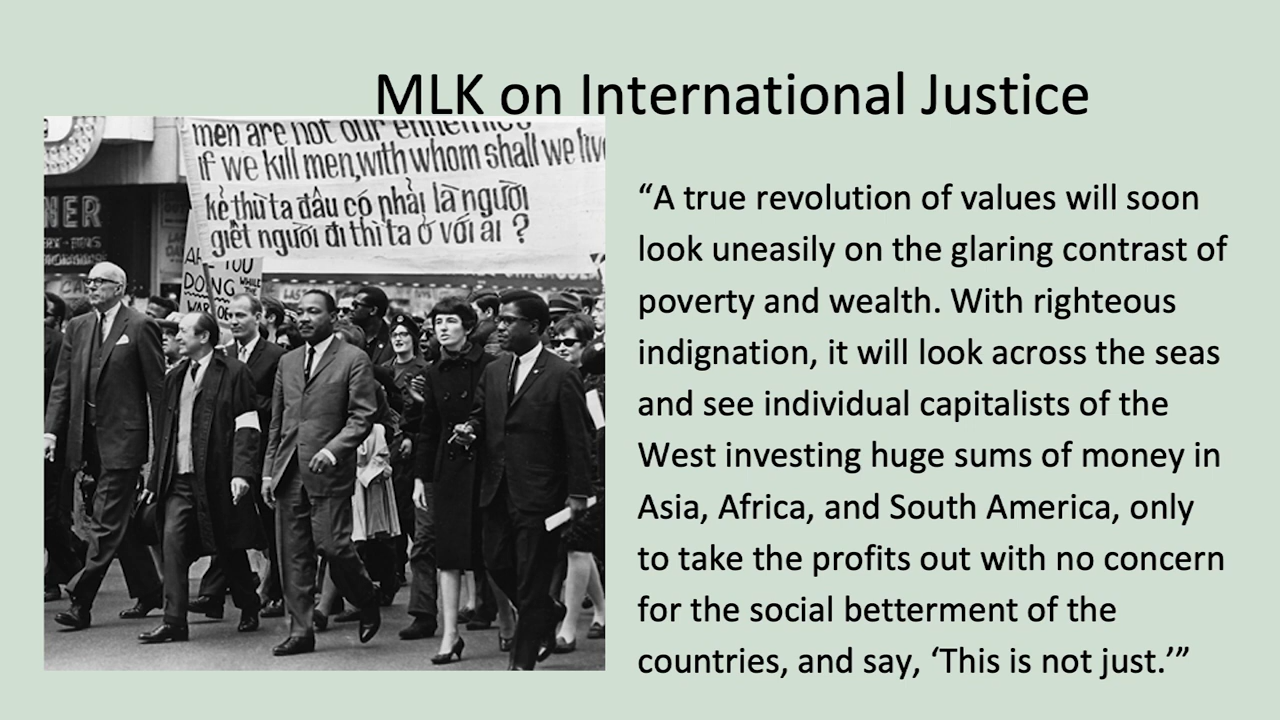 MLK on International Justice
men are not our
if we kill men, with whom shall we live
kẻ thù ta đâu có phải là người
giết người đi thì ta ở với ai ?
YOU
DOING WHILE
WAR
“A true revolution of values will soon
look uneasily on the glaring contrast of
poverty and wealth. With righteous
indignation, it will look across the seas
and see individual capitalists of the
West investing huge sums of money in
Asia, Africa, and South America, only
to take the profits out with no concern
for the social betterment of the
countries, and say, ‘This is not just.’”